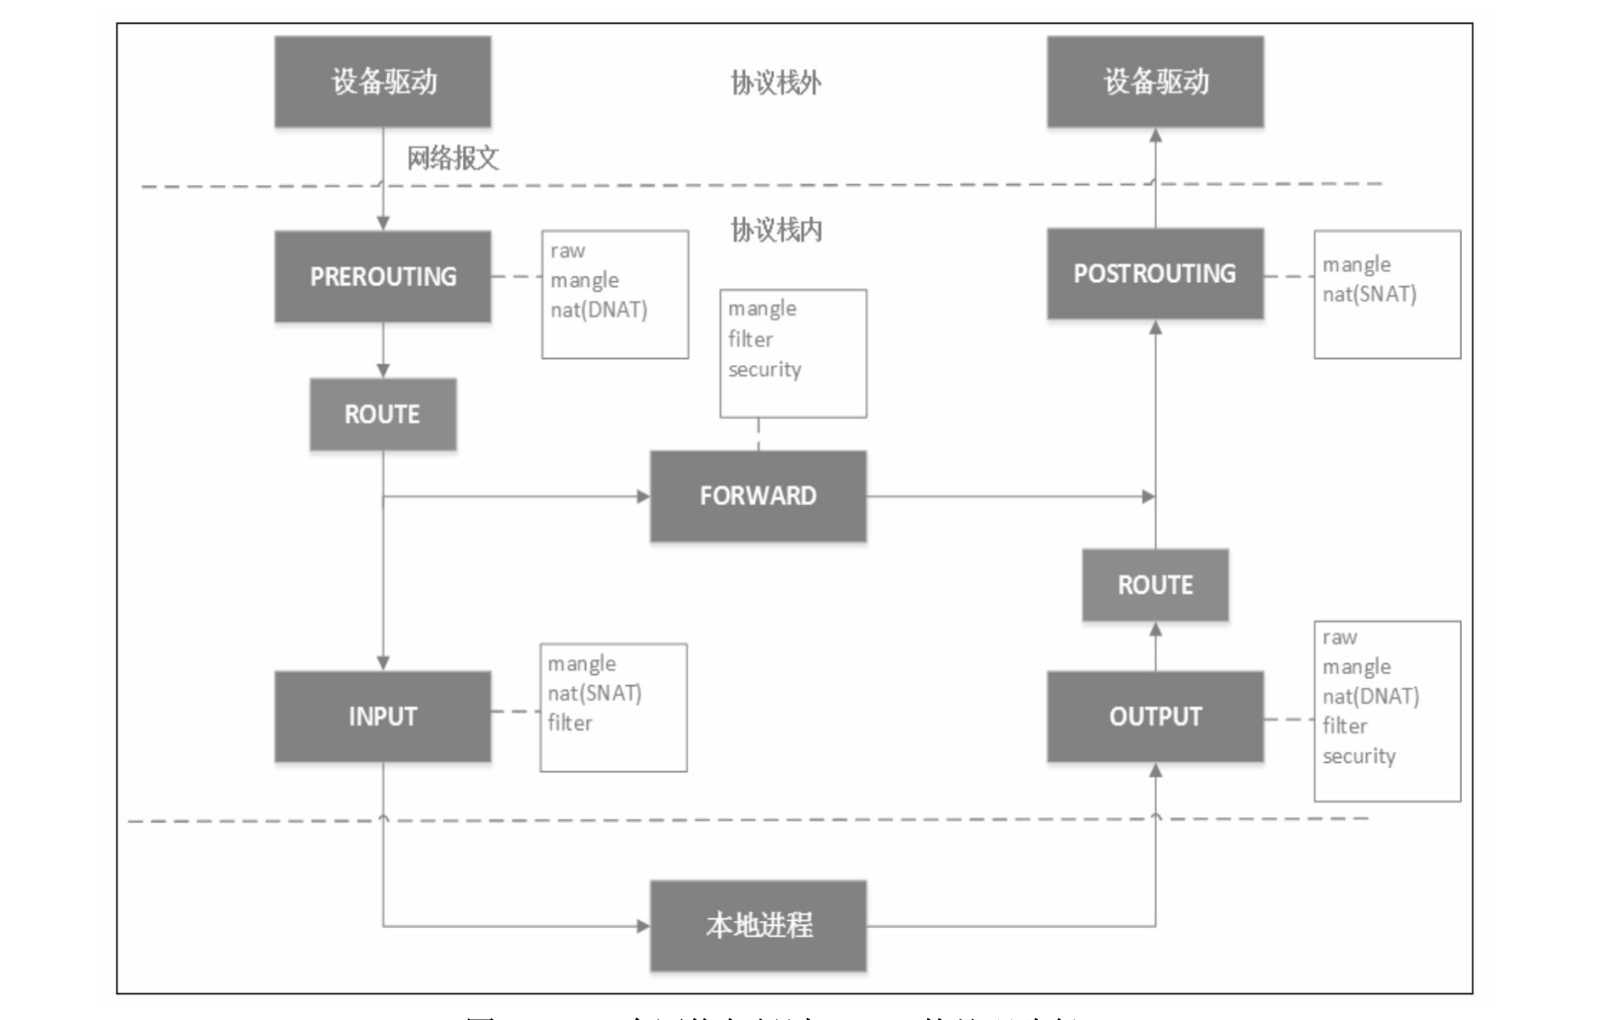 设备驱动
协议栈外
设备驱动
网络报文
协议栈内
PREROUTING
raw
mangle
nat(DNAT)
POSTROUTING
mangle
nat(SNAT)
mangle
filter
security
ROUTE
FORWARD
ROUTE
INPUT
mangle
nat(SNAT)
filter
OUTPUT
raw
mangle
nat(DNAT)
filter
security
本地进程